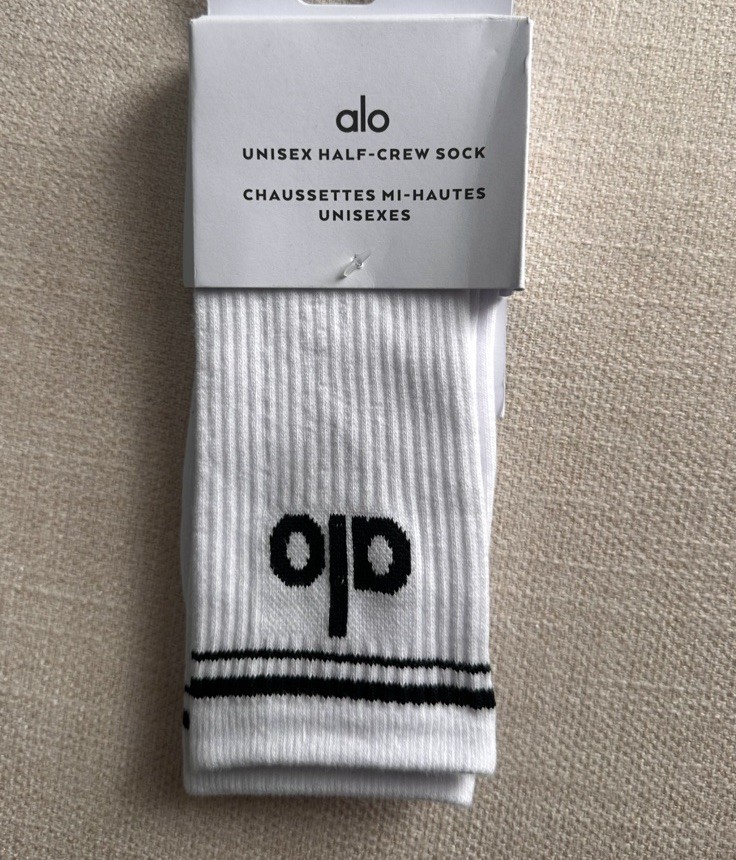 alo
UNISEX HALF-CREW SOCK
CHAUSSETTES MI-HAUTES
UNISEXES
alo